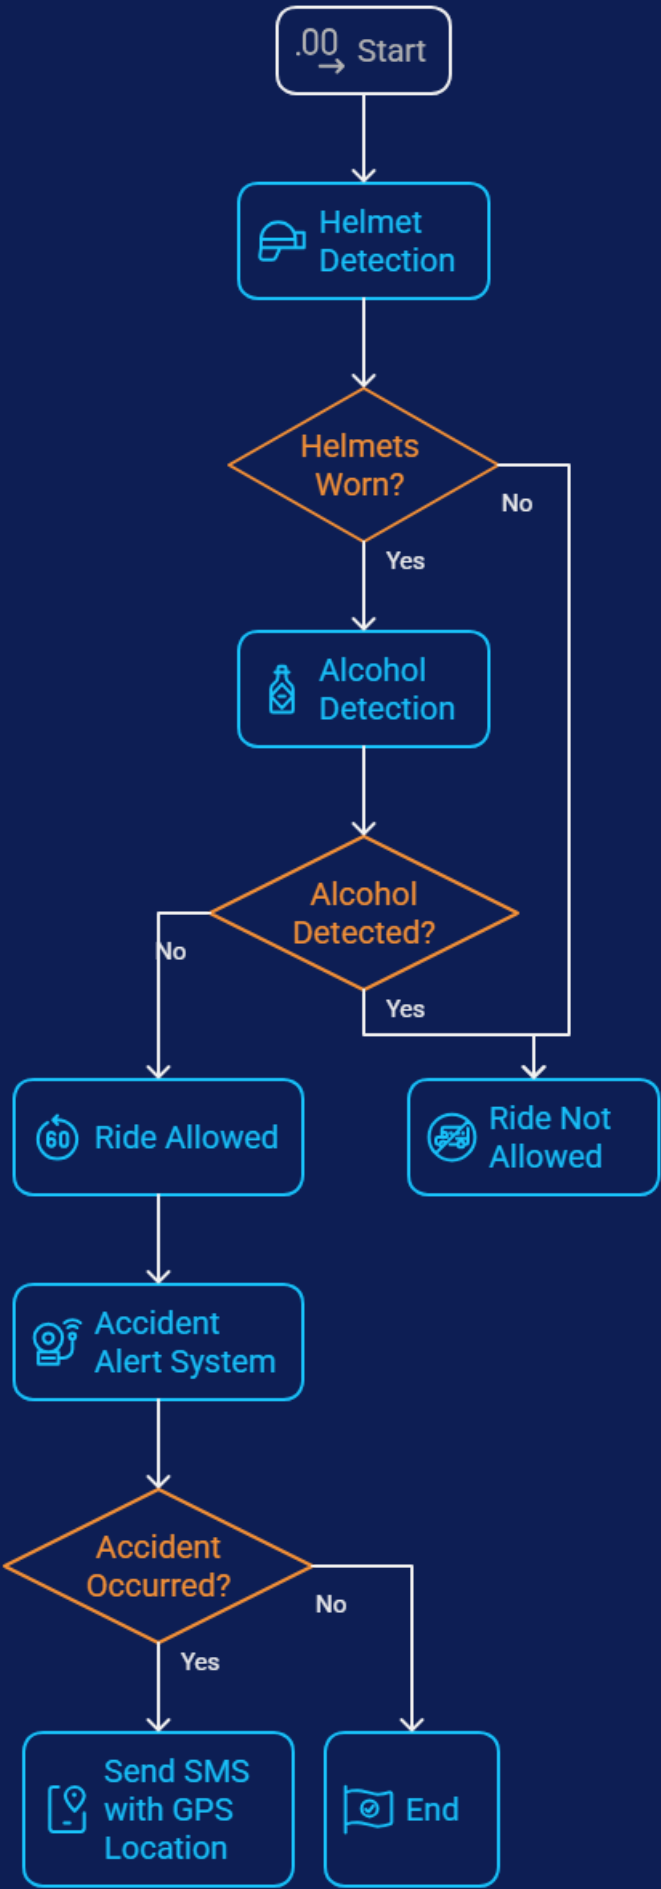 .00 Start
Helmet
Detection
Helmets
Worn?
No
Yes
Alcohol
Detection
Alcohol
Detected?
No
Yes
60 Ride Allowed
Ride Not
Allowed
Accident
Alert System
Accident
Occurred?
No
Yes
Send SMS
with GPS
Location
End